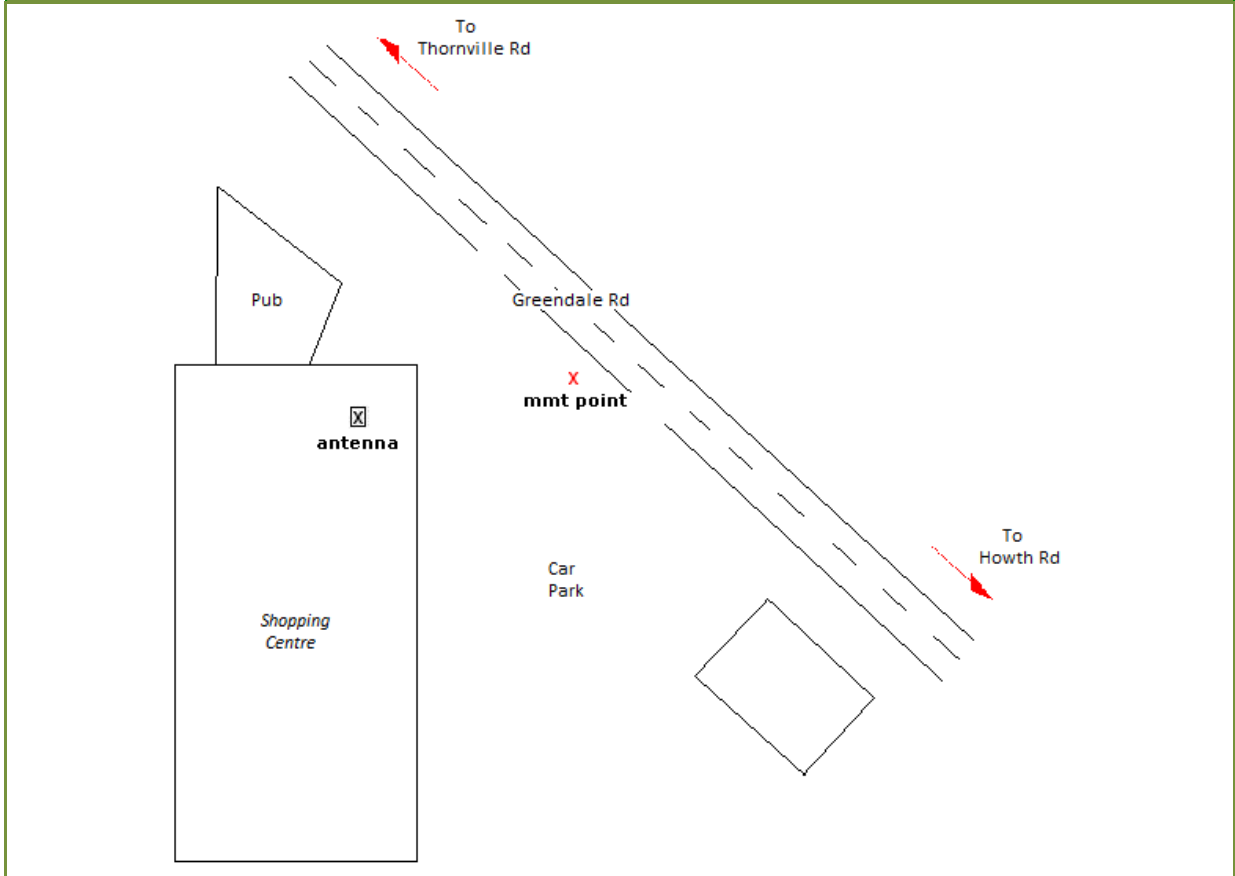 To
Thornville Rd
Pub
Greendale Rd
X
mmt point
X
antenna
To
Howth Rd
Car
Park
Shopping
Centre